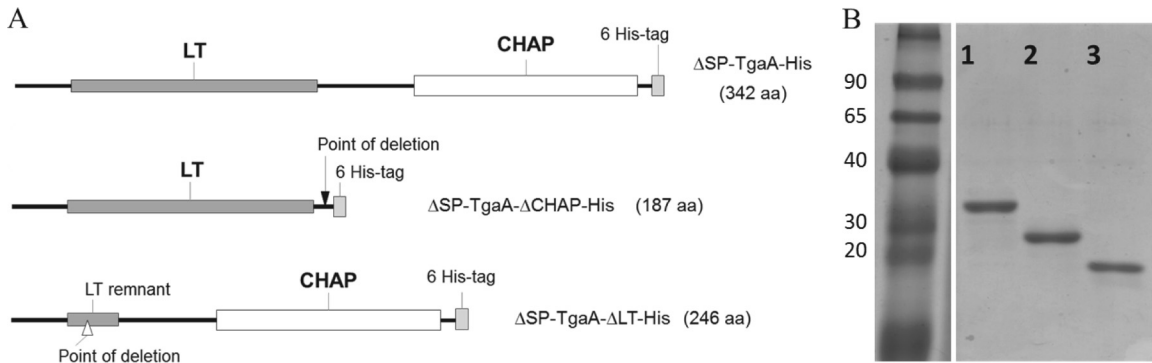 A
LT
CHAP
6 His-tag
ΔSP-TgaA-His
(342 aa)
Point of deletion
LT
6 His-tag
ΔSP-TgaA-ΔCHAP-His (187 aa)
LT remnant
CHAP
6 His-tag
ΔSP-TgaA-ΔLT-His (246 aa)
Point of deletion
B
1 2 3
90
65
40
30
20